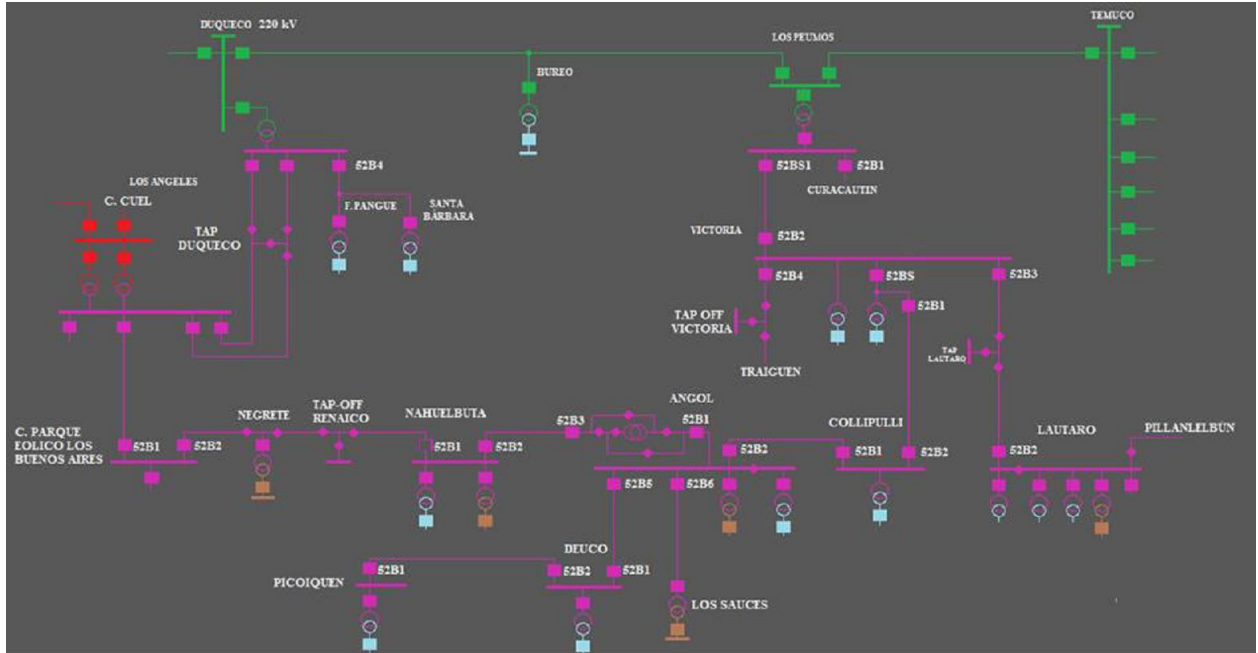 DUQUECO 220 kV
TEMUCO
LOS PEUMOS
BUREO
52B4
52BS1
52B1
CURACAUTIN
LOS ANGELES
C. CUEL
F. PANGUE
SANTA
BÁRBARA
TAP
DUQUECO
VICTORIA
52B2
52B4
52BS
52B3
52B1
TAP OFF
VICTORIA
TAP
LAUTARO
TRAIGUEN
ANGOL
NEGRETE
TAP-OFF
RENAICO
NAHUELBUTA
52B3
52B1
COLLIPULLI
LAUTARO
PILLANLELBÚN
C. PARQUE
EOLICO LOS
BUENOS AIRES
52B1
52B2
52B1
52B2
52B2
52B1
52B2
52B2
52B5
52B6
DEUCO
52B1
52B2
52B1
PICOIQUEN
LOS SAUCES